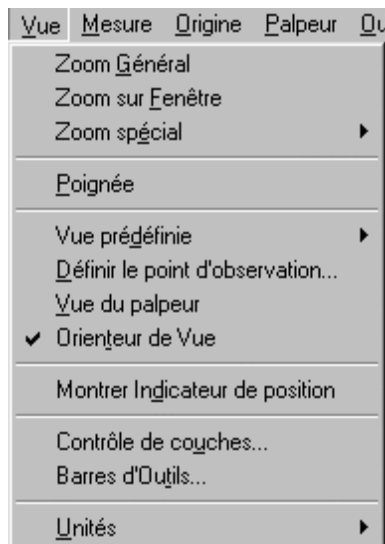 Vue Mesure Origine Palpeur Ou
Zoom Général
Zoom sur Fenêtre
Zoom spécial
Poignée
Vue prédéfinie
Définir le point d'observation...
Vue du palpeur
Orienteur de Vue
Montrer Indicateur de position
Contrôle de couches...
Barres d'Outils...
Unités